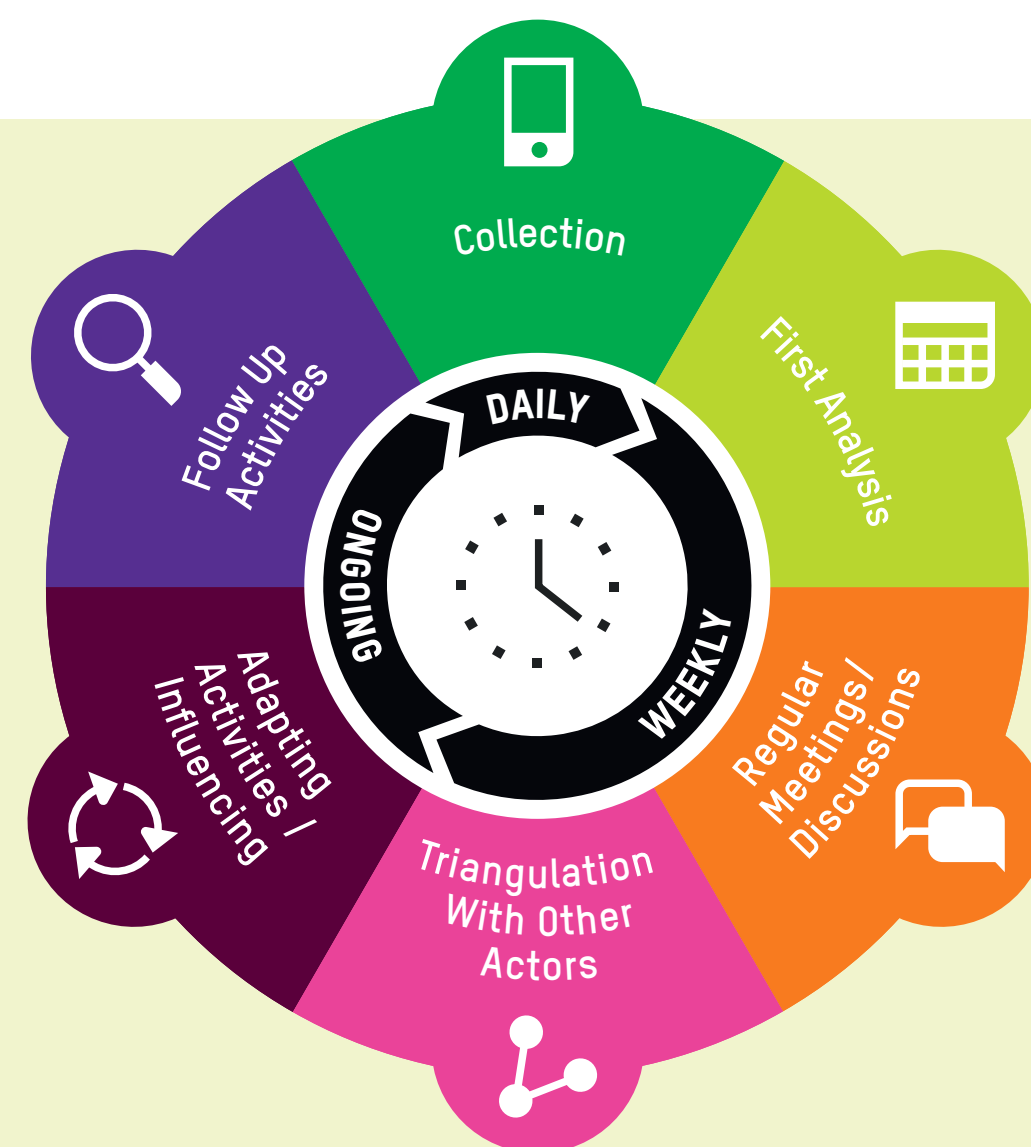 Collection
First Analysis
Regular
Meetings/
Discussions
Triangulation
With Other
Actors
Adapting
Activities /
Influencing
Follow Up
Activities
DAILY
WEEKLY
ONGOING